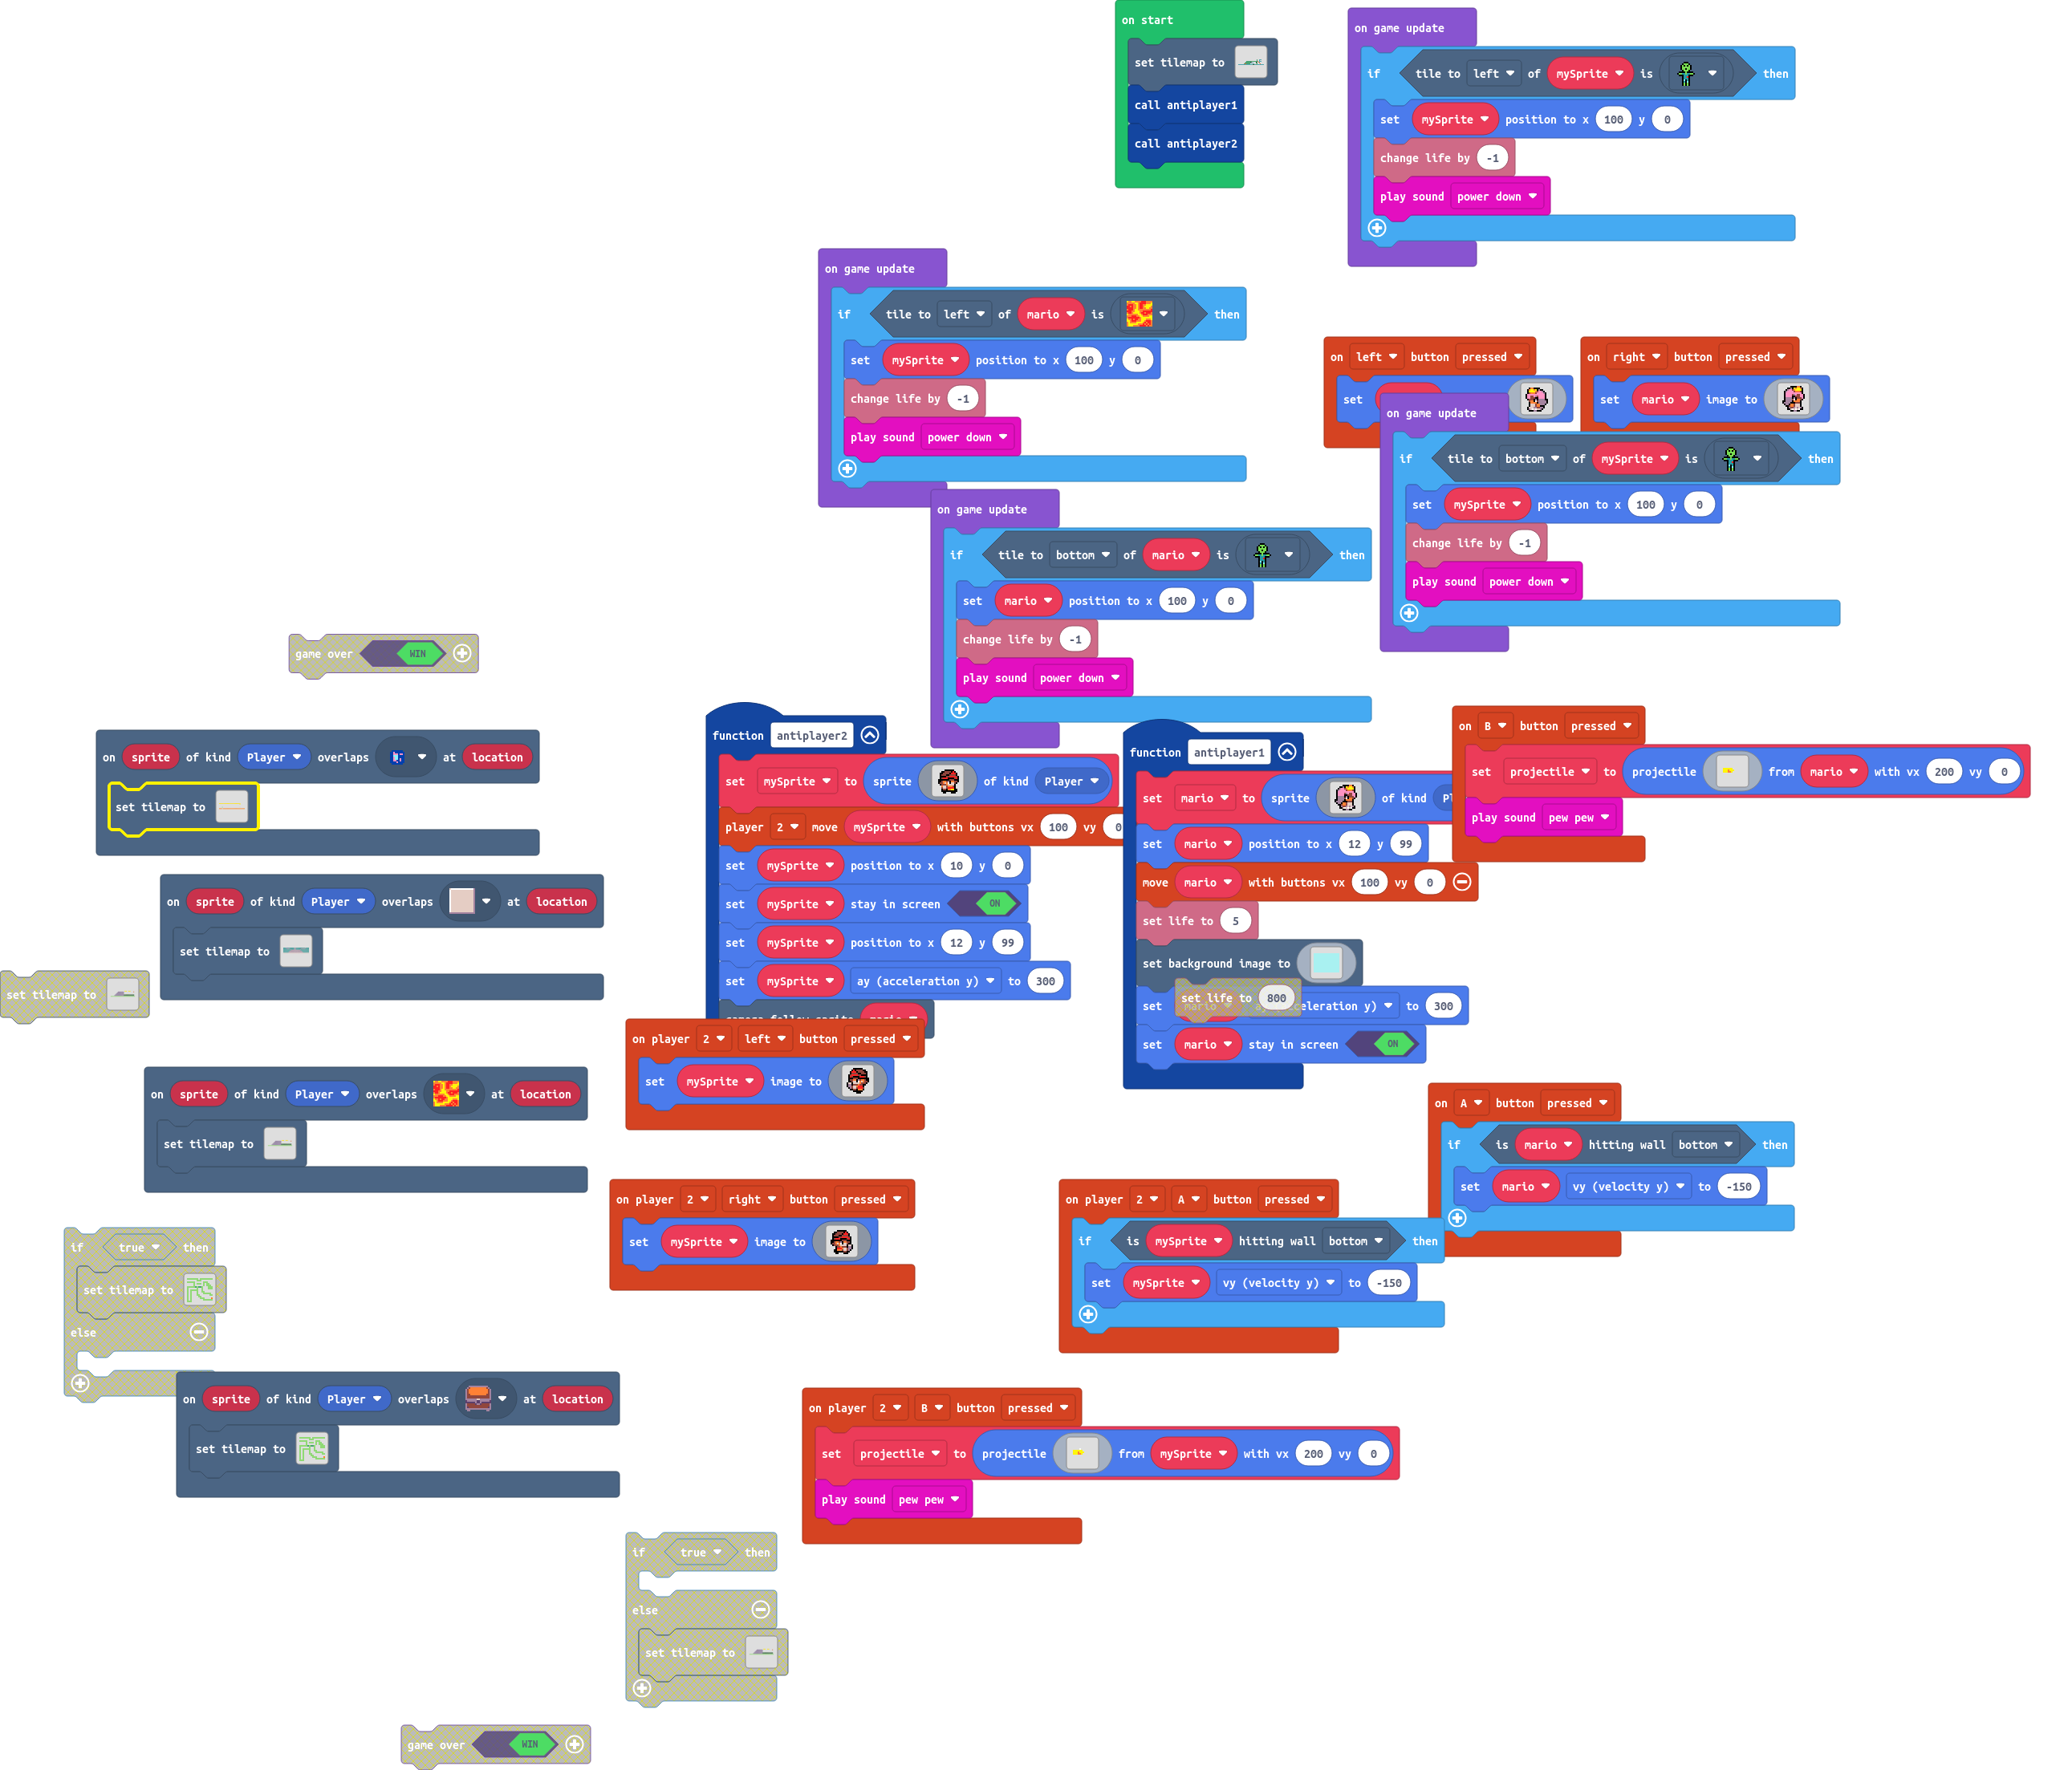 on start
set tilemap to
call antiplayer1
call antiplayer2
on game update
if tile to left of mySprite is then
set mySprite position to x 100 y 0
change life by -1
play sound power down
on game update
if tile to left of mario is then
set mySprite position to x 100 y 0
change life by -1
play sound power down
on left button pressed
set
on right button pressed
set mario image to
on game update
if tile to bottom of mySprite is then
set mySprite position to x 100 y 0
change life by -1
play sound power down
on game update
if tile to bottom of mario is then
set mario position to x 100 y 0
change life by -1
play sound power down
game over WIN
on sprite of kind Player overlaps at location
set tilemap to
on sprite of kind Player overlaps at location
set tilemap to
set tilemap to
on sprite of kind Player overlaps at location
set tilemap to
if true then
set tilemap to
else
on sprite of kind Player overlaps at location
set tilemap to
function antiplayer2
set mySprite to sprite of kind Player
player 2 move mySprite with buttons vx 100 vy 0
set mySprite position to x 10 y 0
set mySprite stay in screen ON
set mySprite position to x 12 y 99
set mySprite ay (acceleration y) to 300
camera follow sprite mario
on player 2 left button pressed
set mySprite image to
on player 2 right button pressed
set mySprite image to
function antiplayer1
set mario to sprite of kind
set mario position to x 12 y 99
move mario with buttons vx 100 vy 0
set life to 5
set background image to
set life to 800
set to 300
set mario stay in screen ON
on B button pressed
set projectile to projectile from mario with vx 200 vy 0
play sound pew pew
on A button pressed
if is mario hitting wall bottom then
set mario vy (velocity y) to -150
on player 2 A button pressed
if is mySprite hitting wall bottom then
set mySprite vy (velocity y) to -150
on player 2 B button pressed
set projectile to projectile from mySprite with vx 200 vy 0
play sound pew pew
if true then
else
set tilemap to
game over WIN